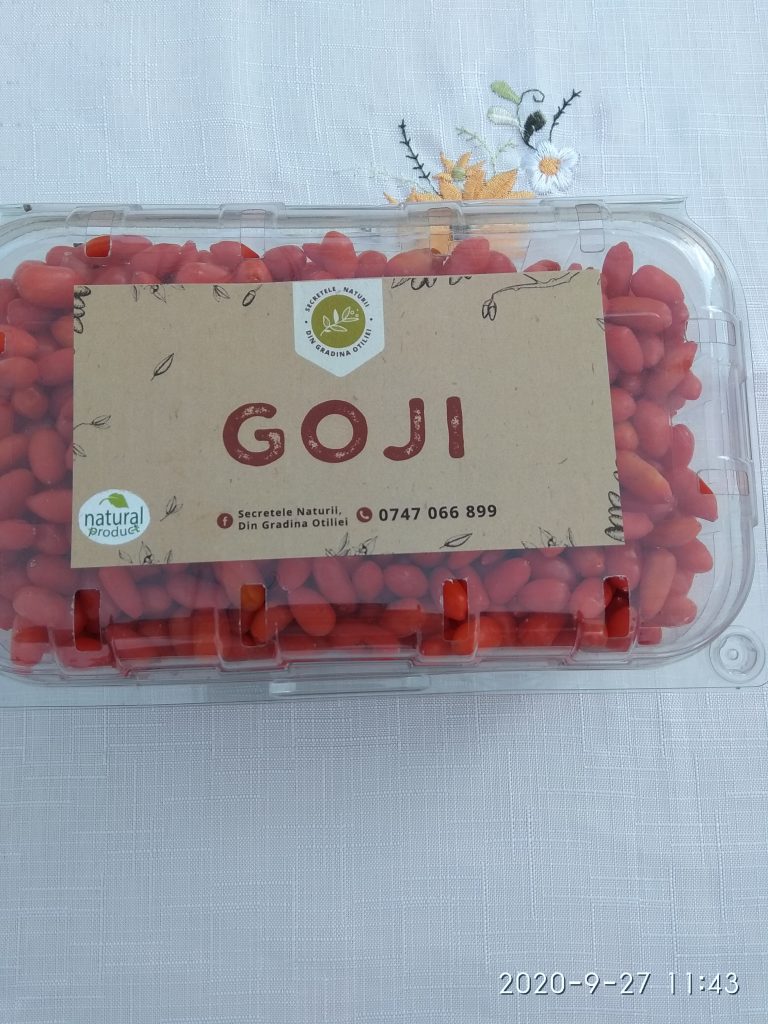 SECRETELE NATURII
DIN GRADINA OTILIEI
GOJI
natural
product
Secretele Naturii,
Din Gradina Otiliei
0747 066 899
2020-9-27 11:43